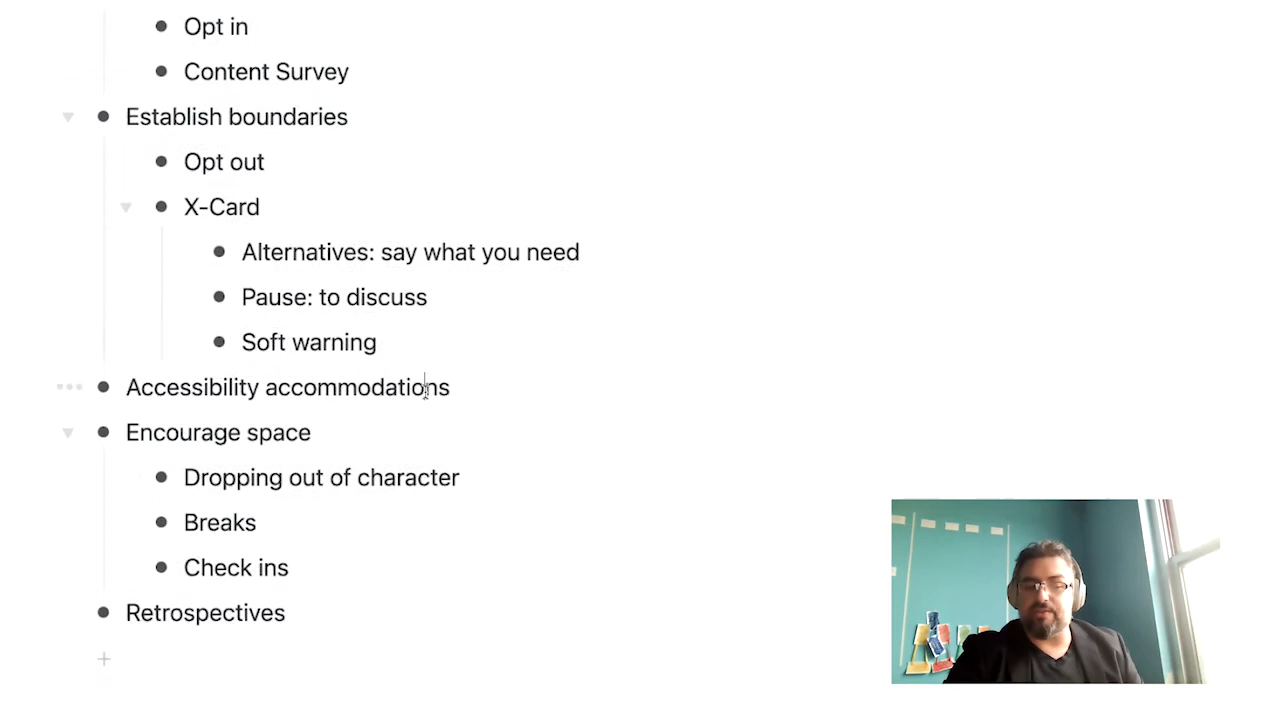 Opt in
Content Survey
Establish boundaries
Opt out
X-Card
Alternatives: say what you need
Pause: to discuss
Soft warning
Accessibility accommodations
Encourage space
Dropping out of character
Breaks
Check ins
Retrospectives